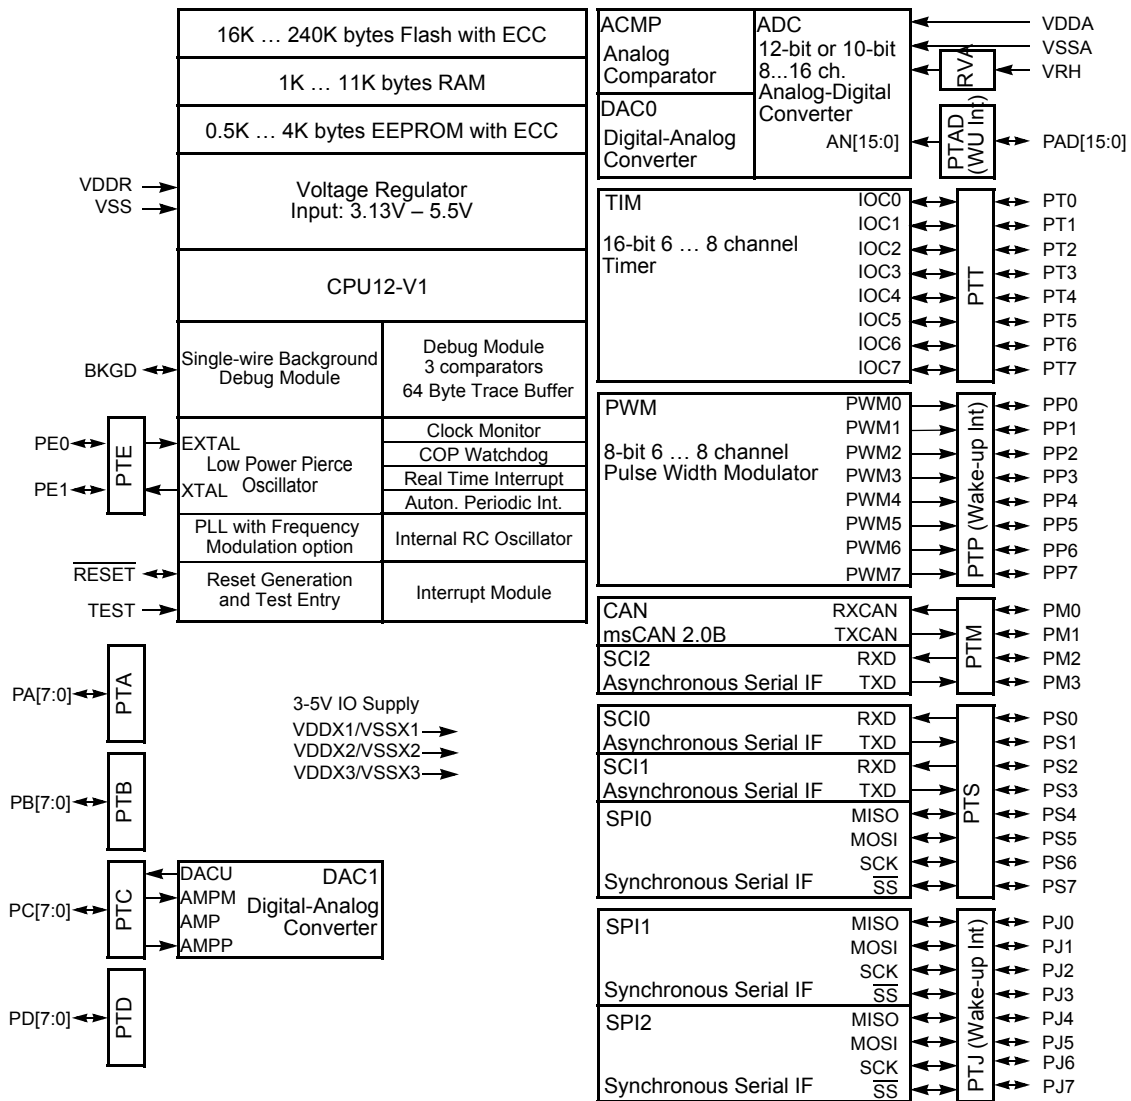 16K … 240K bytes Flash with ECC
1K … 11K bytes RAM
0.5K … 4K bytes EEPROM with ECC
VDDR
VSS
Voltage Regulator
Input: 3.13V – 5.5V
CPU12-V1
BKGD
Single-wire Background
Debug Module
Debug Module
3 comparators
64 Byte Trace Buffer
PE0
PE1
PTE
EXTAL
Low Power Pierce
Oscillator
XTAL
Clock Monitor
COP Watchdog
Real Time Interrupt
Auton. Periodic Int.
PLL with Frequency
Modulation option
Internal RC Oscillator
RESET
TEST
Reset Generation
and Test Entry
Interrupt Module
PA[7:0]
PTA
3-5V IO Supply
VDDX1/VSSX1
VDDX2/VSSX2
VDDX3/VSSX3
PB[7:0]
PTB
PC[7:0]
PTC
DACU
AMPM
AMP
AMPP
DAC1
Digital-Analog
Converter
PD[7:0]
PTD
ACMP
Analog
Comparator
DAC0
Digital-Analog
Converter
ADC
12-bit or 10-bit
8...16 ch.
Analog-Digital
Converter
AN[15:0]
RVA
PTAD
(WU Int)
VDDA
VSSA
VRH
PAD[15:0]
TIM
16-bit 6 … 8 channel
Timer
IOC0
IOC1
IOC2
IOC3
IOC4
IOC5
IOC6
IOC7
PTT
PT0
PT1
PT2
PT3
PT4
PT5
PT6
PT7
PWM
8-bit 6 … 8 channel
Pulse Width Modulator
PWM0
PWM1
PWM2
PWM3
PWM4
PWM5
PWM6
PWM7
PTP (Wake-up Int)
PP0
PP1
PP2
PP3
PP4
PP5
PP6
PP7
CAN
msCAN 2.0B
RXCAN
TXCAN
SCI2
Asynchronous Serial IF
RXD
TXD
PTM
PM0
PM1
PM2
PM3
SCI0
Asynchronous Serial IF
RXD
TXD
SCI1
Asynchronous Serial IF
RXD
TXD
SPI0
Synchronous Serial IF
MISO
MOSI
SCK
SS
PTS
PS0
PS1
PS2
PS3
PS4
PS5
PS6
PS7
SPI1
Synchronous Serial IF
MISO
MOSI
SCK
SS
SPI2
Synchronous Serial IF
MISO
MOSI
SCK
SS
PTJ (Wake-up Int)
PJ0
PJ1
PJ2
PJ3
PJ4
PJ5
PJ6
PJ7